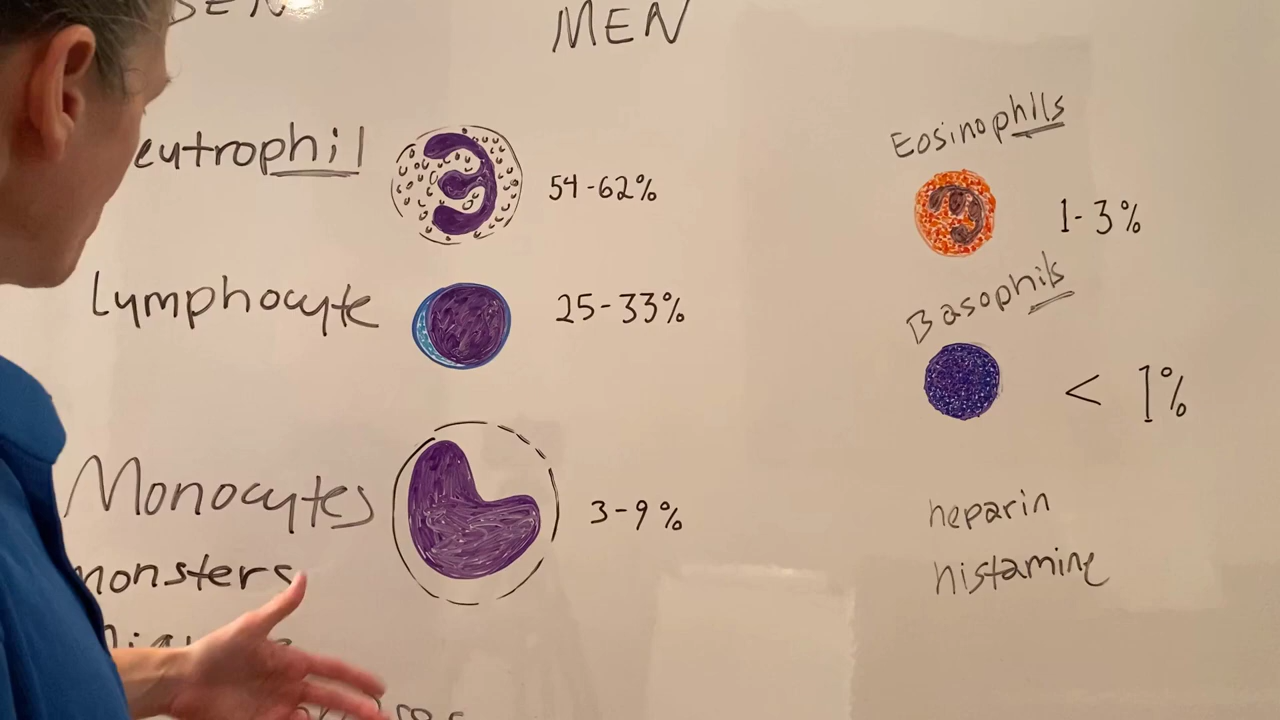 MEN
eutrophil
54-62%
Lymphocyte
25-33%
Monocytes
3-9%
monsters
Eosinophils
1-3%
Basophils
< 1%
heparin
histamine